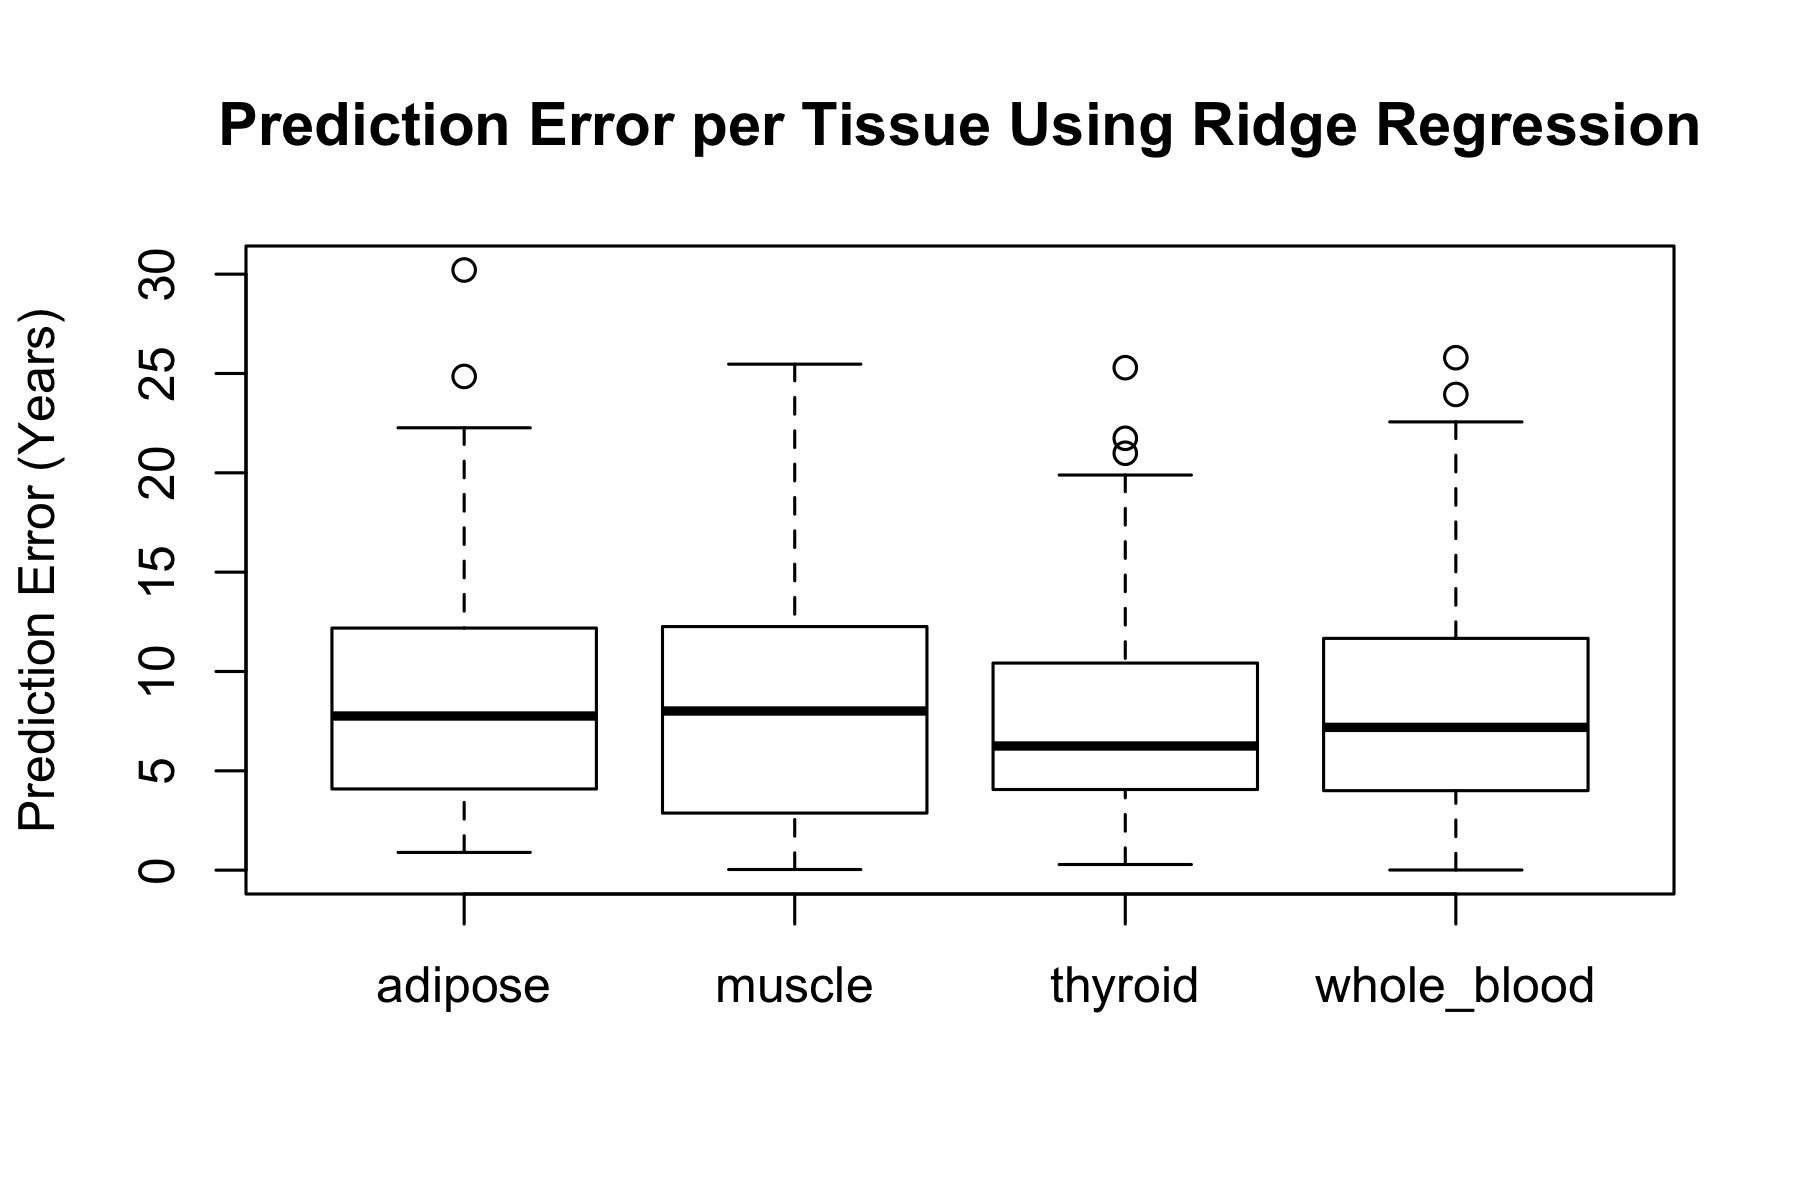 Prediction Error per Tissue Using Ridge Regression
Prediction Error (Years)
30
25
20
15
10
5
0
adipose
muscle
thyroid
whole_blood